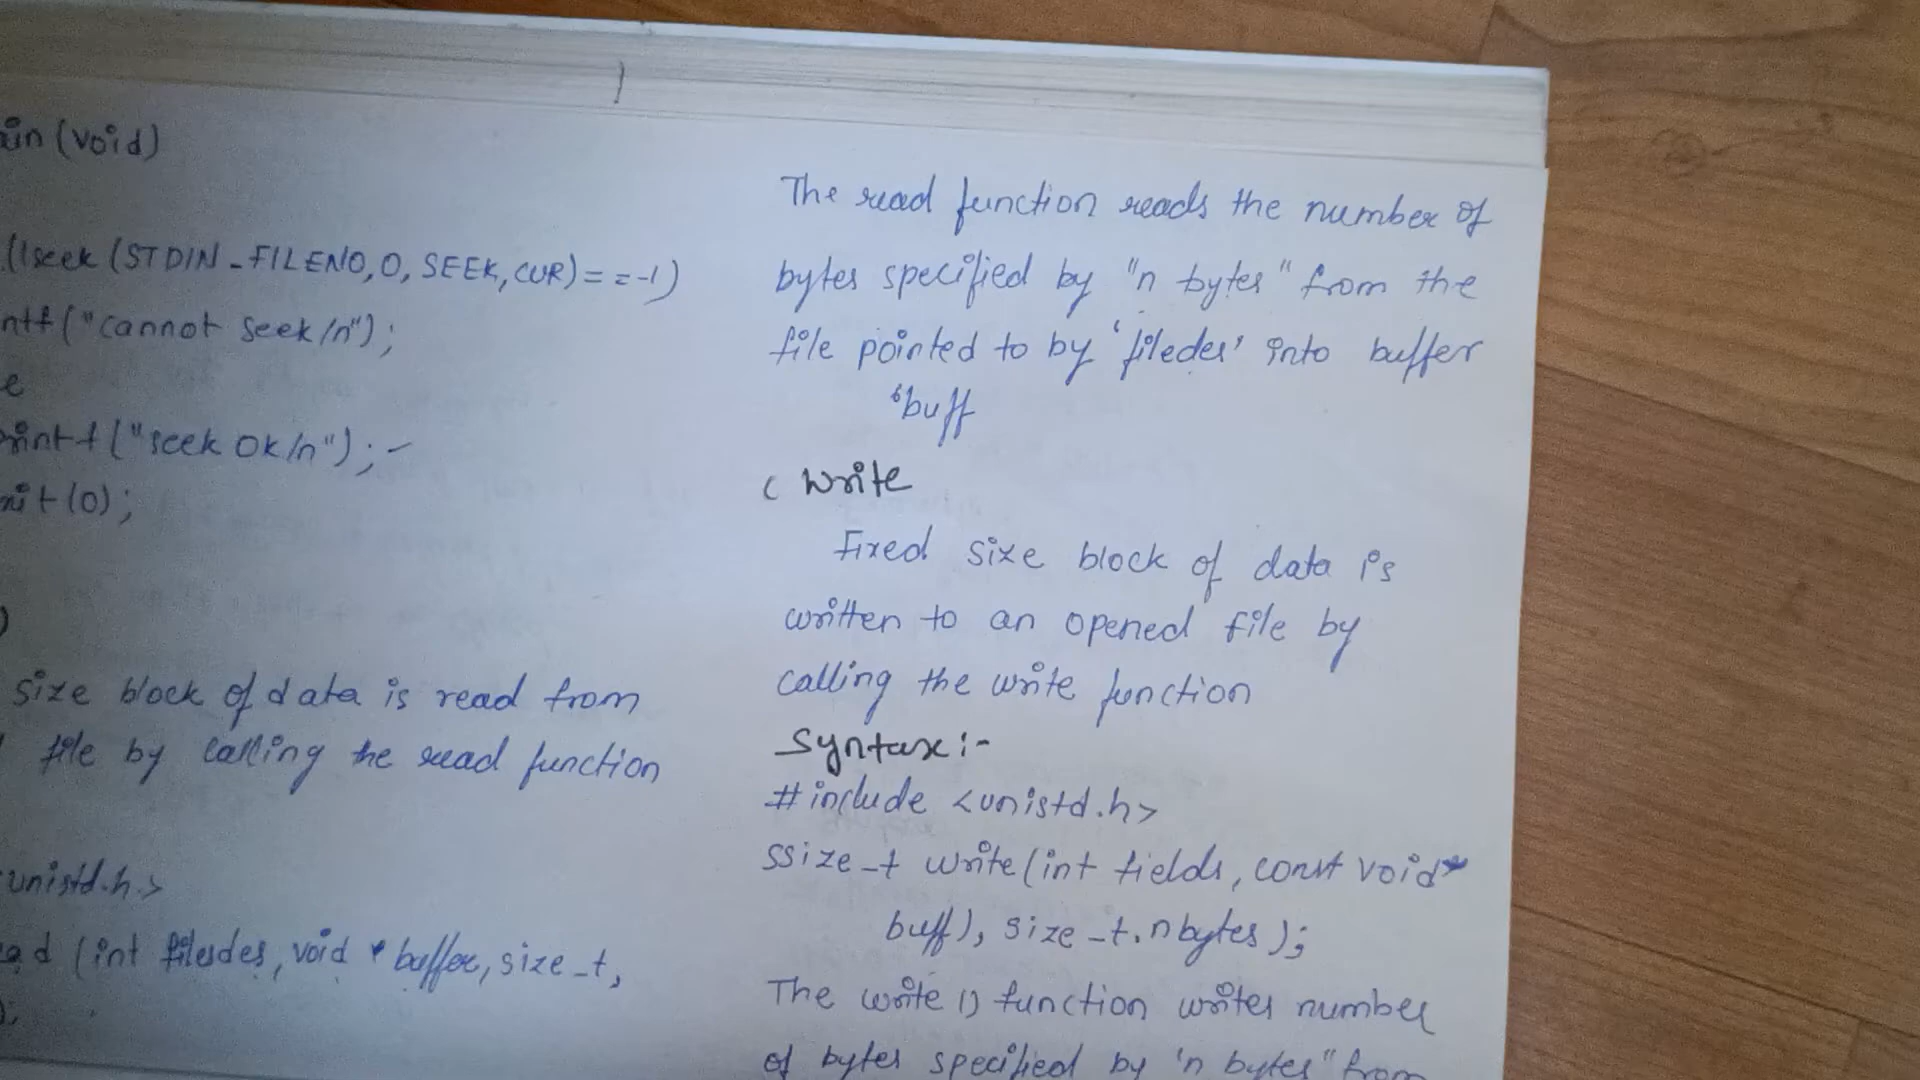 (void)
(lseek (STDIN_FILENO, 0, SEEK, CUR) = = -1)
ntf ("cannot seek /n");
e
rintf ("seek ok /n"); -
it (0);
)
size block of data is read from
file by calling the read function
unistd.h>
ad (int filedes, void * buffer, size_t,
);
The read function reads the number of
bytes specified by "n bytes" from the
file pointed to by 'filedes' into buffer
'buff
( Write
Fixed size block of data is
written to an opened file by
calling the write function
Syntax :-
#include <unistd.h>
ssize_t write (int fields, const void*
buff), size_t. nbytes );
The write () function writes number
of bytes specified by 'n bytes" from